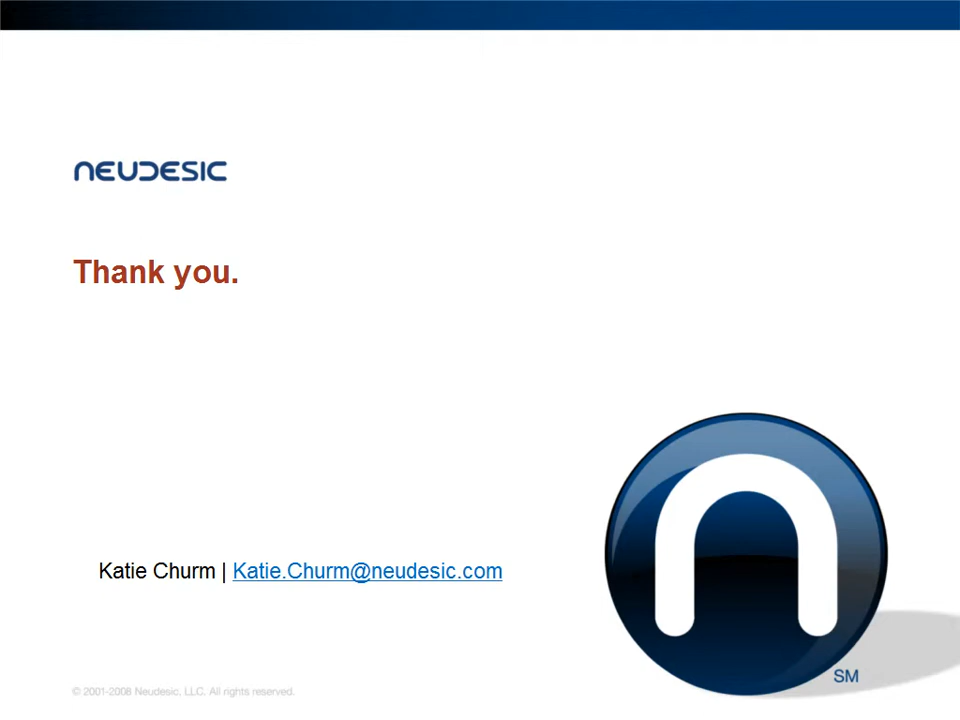 NEUDESIC
Thank you.
Katie Churm | Katie.Churm@neudesic.com
SM
© 2001-2008 Neudesic, LLC. All rights reserved.